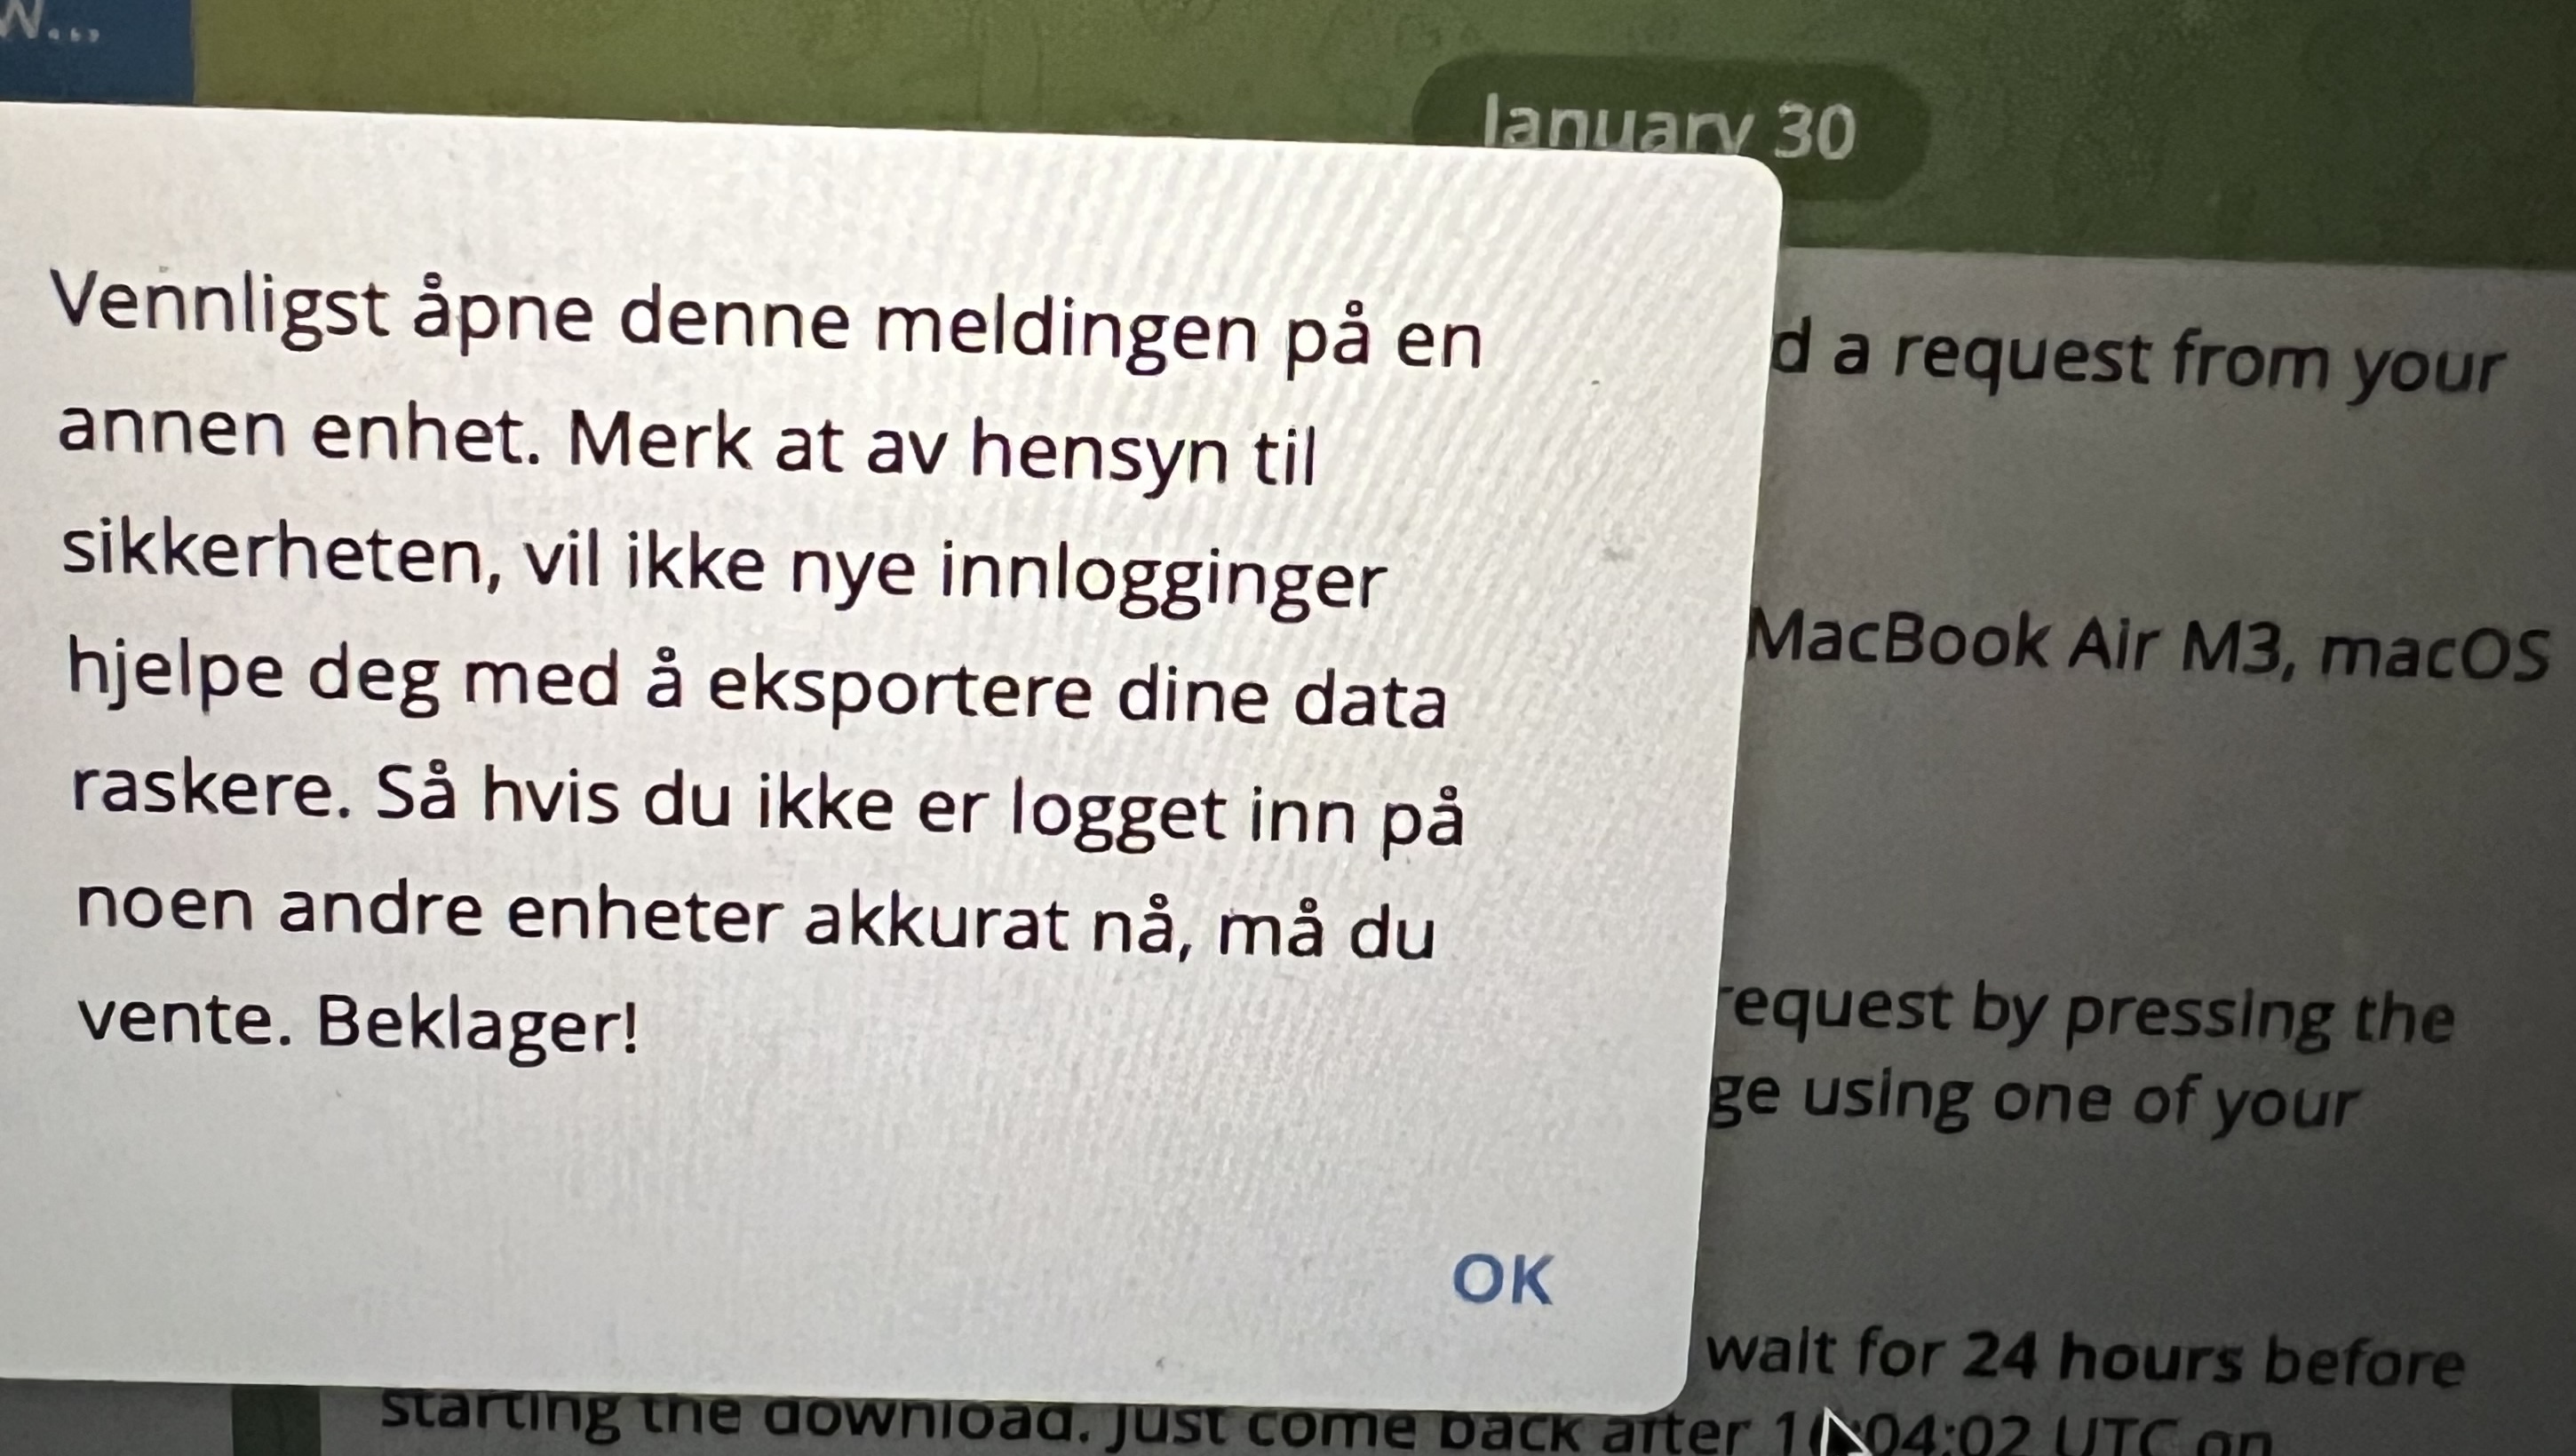 W...
January 30
Vennligst åpne denne meldingen på en
annen enhet. Merk at av hensyn til
sikkerheten, vil ikke nye innlogginger
hjelpe deg med å eksportere dine data
raskere. Så hvis du ikke er logget inn på
noen andre enheter akkurat nå, må du
vente. Beklager!
OK
d a request from your
MacBook Air M3, macOS
request by pressing the
ge using one of your
wait for 24 hours before
starting the download. Just come back after 04:02 UTC on